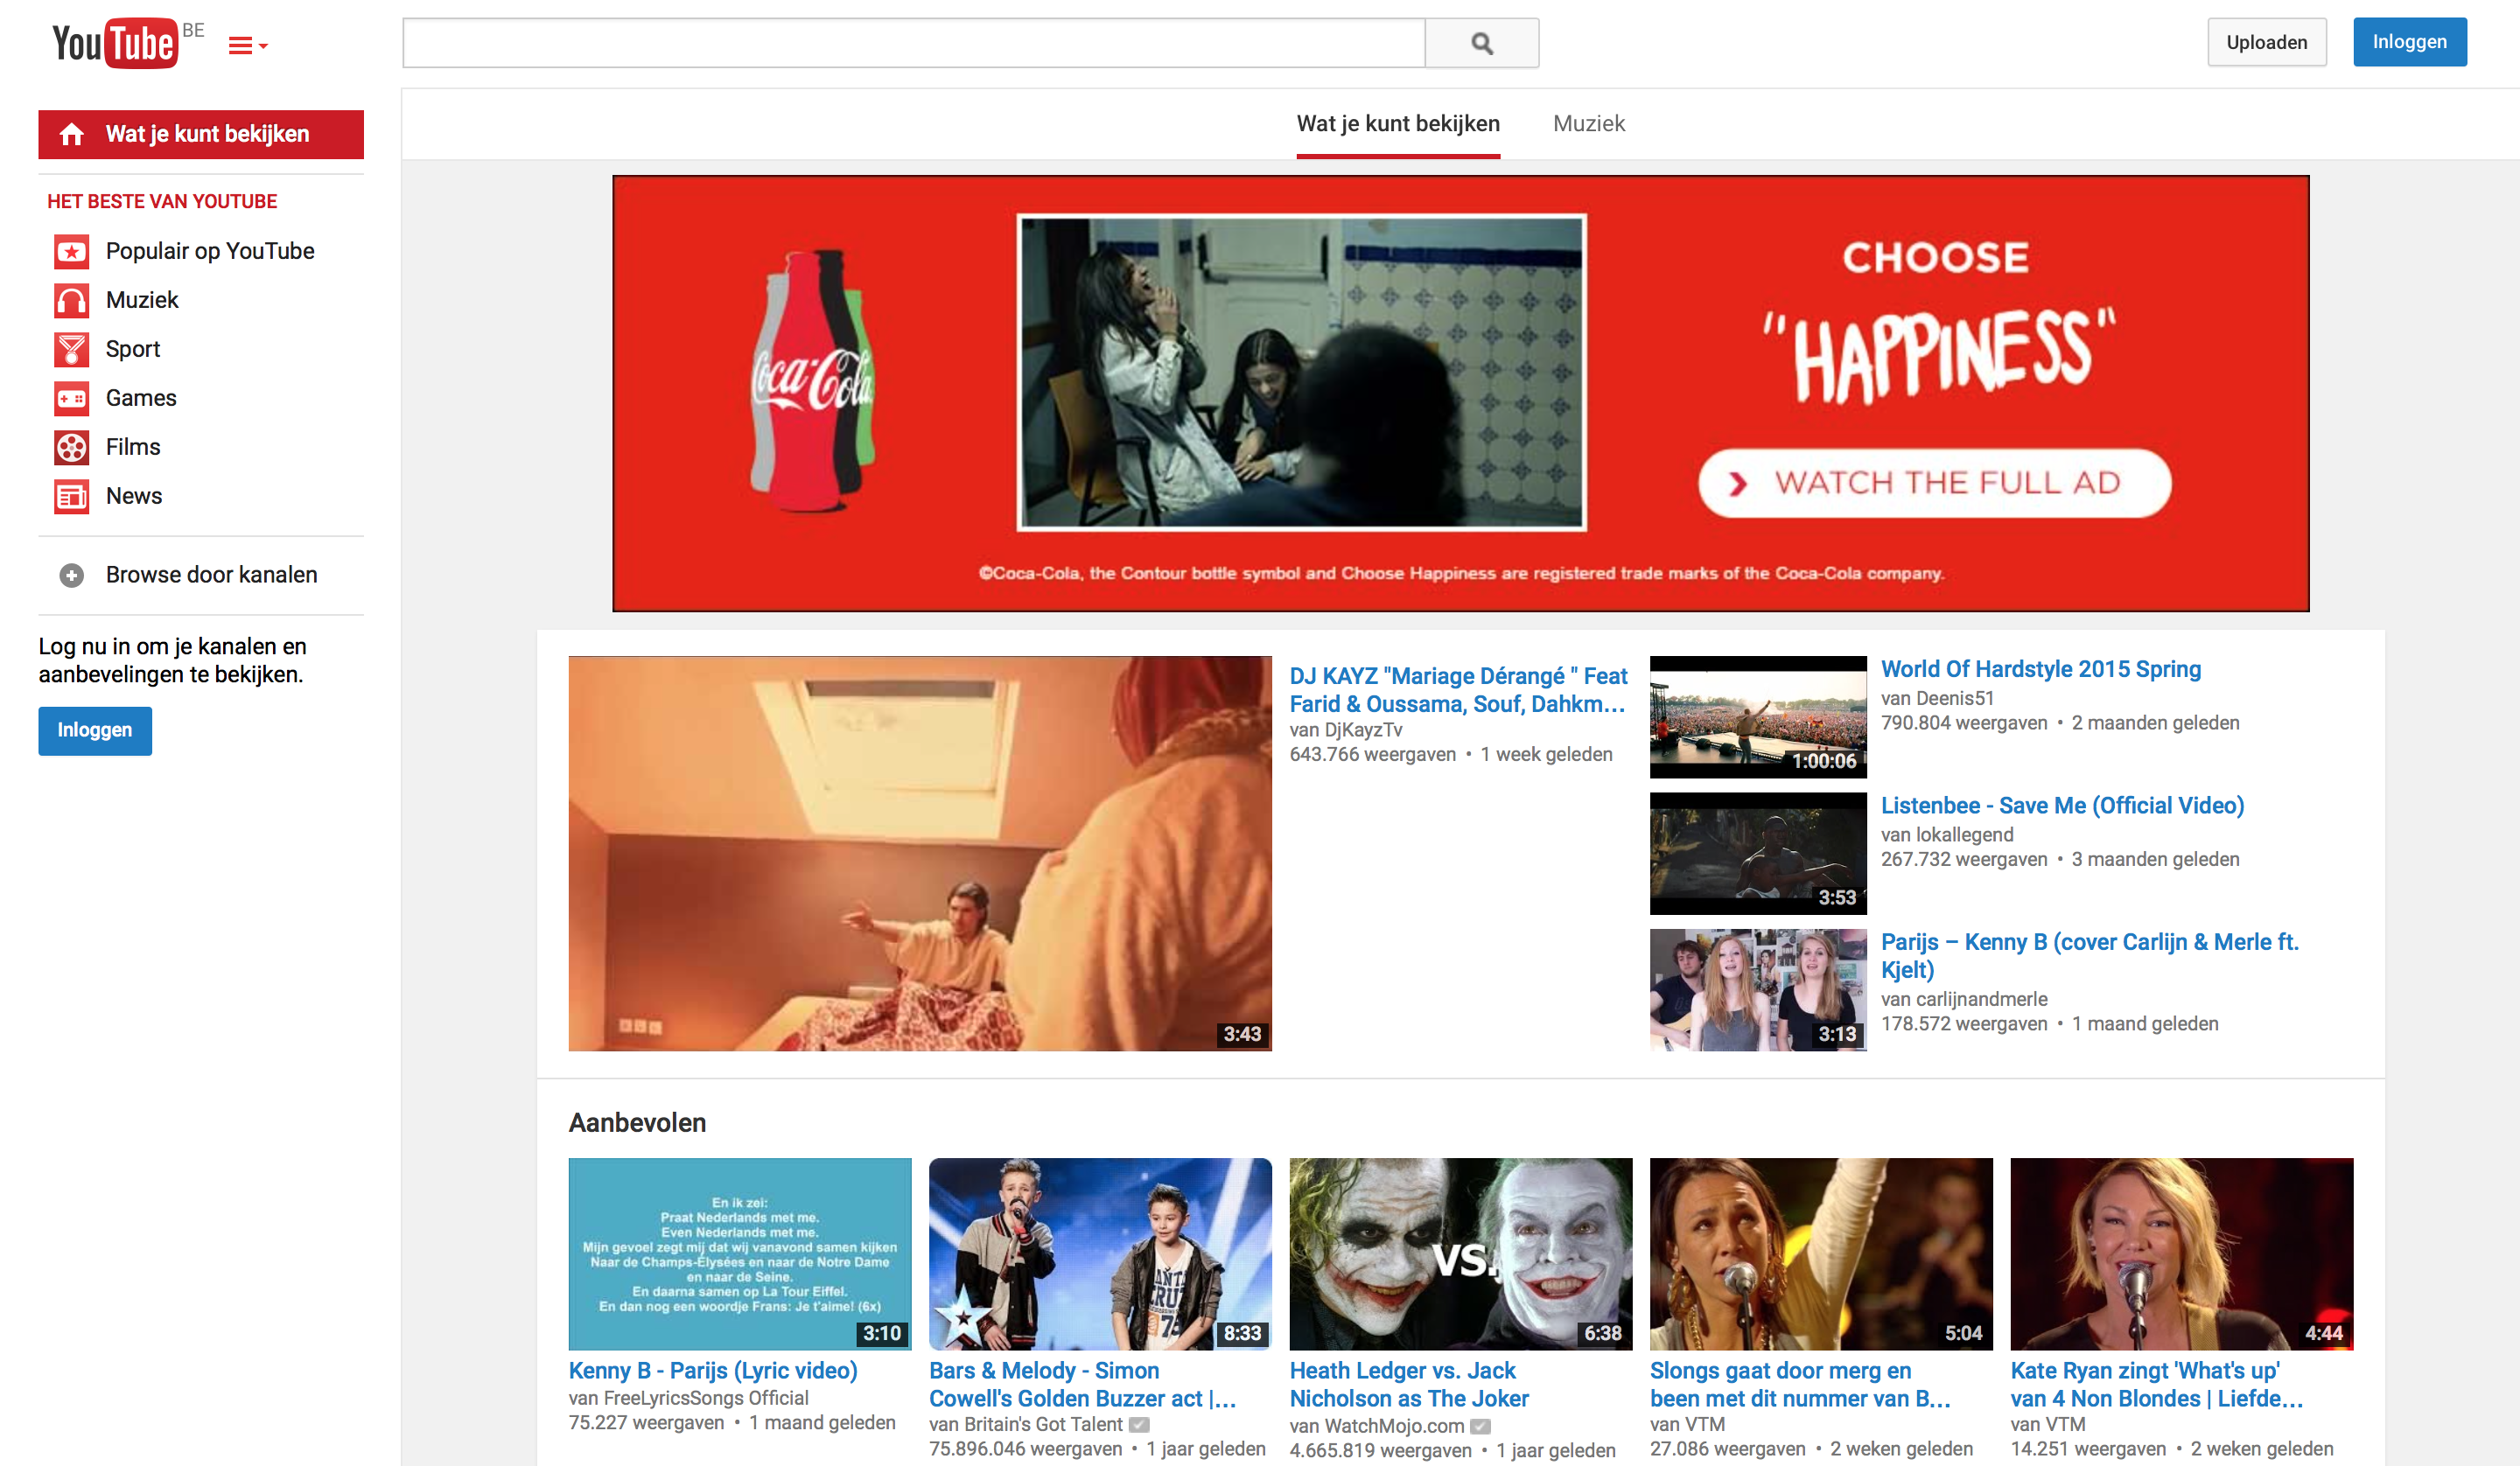 YouTube BE
Uploaden
Inloggen
Wat je kunt bekijken
HET BESTE VAN YOUTUBE
Populair op YouTube
Muziek
Sport
Games
Films
News
Browse door kanalen
Log nu in om je kanalen en
aanbevelingen te bekijken.
Inloggen
Wat je kunt bekijken
Muziek
Coca-Cola
CHOOSE
"HAPPINESS"
WATCH THE FULL AD
©Coca-Cola, the Contour bottle symbol and Choose Happiness are registered trade marks of the Coca-Cola company.
3:43
DJ KAYZ "Mariage Dérangé " Feat
Farid & Oussama, Souf, Dahkm...
van DjKayzTv
643.766 weergaven • 1 week geleden
1:00:06
World Of Hardstyle 2015 Spring
van Deenis51
790.804 weergaven • 2 maanden geleden
3:53
Listenbee - Save Me (Official Video)
van lokallegend
267.732 weergaven • 3 maanden geleden
3:13
Parijs – Kenny B (cover Carlijn & Merle ft.
Kjelt)
van carlijnandmerle
178.572 weergaven • 1 maand geleden
Aanbevolen
En ik zei:
Praat Nederlands met me.
Even Nederlands met me.
Mijn gevoel zegt mij dat wij vanavond samen kijken
Naar de Champs-Élysées en naar de Notre Dame
en naar de Seine.
En daarna samen op La Tour Eiffel.
En dan nog een woordje Frans: Je t'aime! (6x)
3:10
Kenny B - Parijs (Lyric video)
van FreeLyricsSongs Official
75.227 weergaven • 1 maand geleden
8:33
Bars & Melody - Simon
Cowell's Golden Buzzer act |...
van Britain's Got Talent
75.896.046 weergaven • 1 jaar geleden
VS.
6:38
Heath Ledger vs. Jack
Nicholson as The Joker
van WatchMojo.com
4.665.819 weergaven • 1 jaar geleden
5:04
Slongs gaat door merg en
been met dit nummer van B...
van VTM
27.086 weergaven • 2 weken geleden
4:44
Kate Ryan zingt 'What's up'
van 4 Non Blondes | Liefde...
van VTM
14.251 weergaven • 2 weken geleden